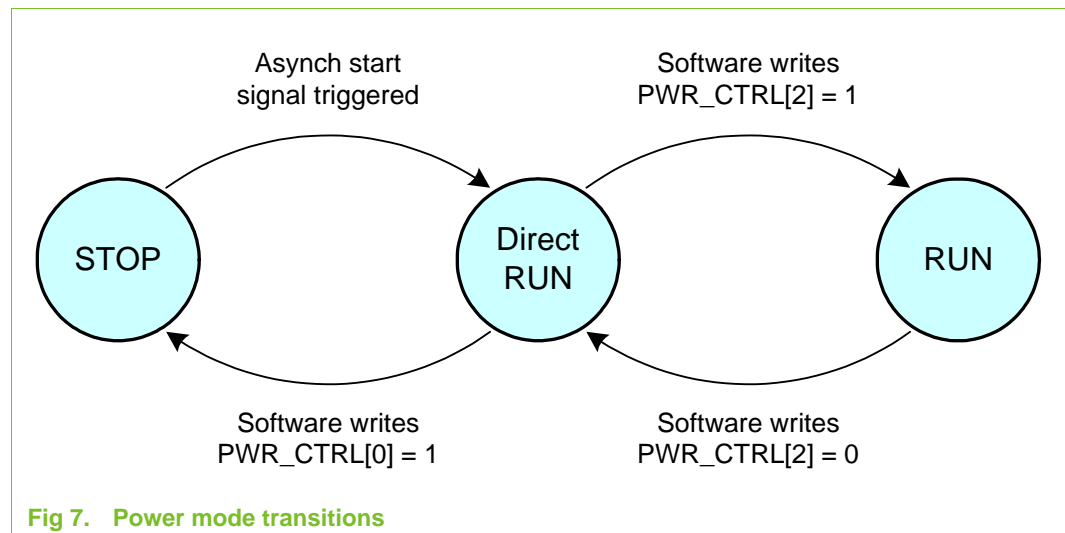 Asynch start
signal triggered
Software writes
PWR_CTRL[2] = 1
STOP
Direct
RUN
RUN
Software writes
PWR_CTRL[0] = 1
Software writes
PWR_CTRL[2] = 0
Fig 7. Power mode transitions